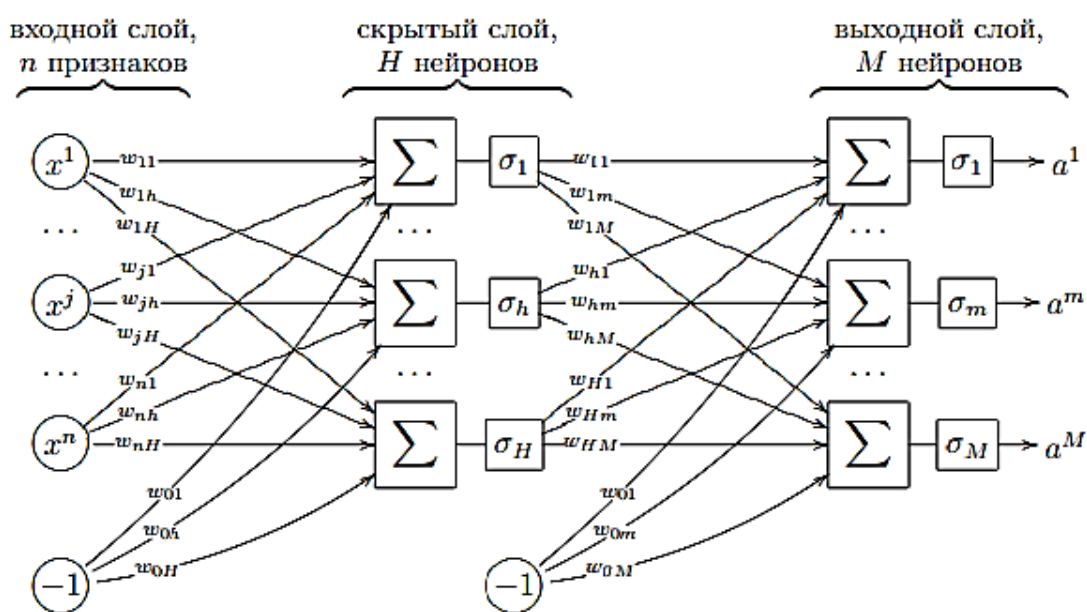 входной слой, скрытый слой, выходной слой,
n признаков H нейронов M нейронов
x¹ w₁₁ ∑ σ₁ w₁₁ ∑ σ₁ a¹
w₁ₕ w₁ₘ
w₁H w₁M
... ... ...
wⱼ₁ wₕ₁
xʲ wⱼₕ ∑ σₕ wₕₘ ∑ σₘ aᵐ
wⱼH wₕM
... ... ...
wₙ₁ wH₁
wₙₕ wHₘ
xⁿ wₙH ∑ σH wHM ∑ σM aᴹ
w₀₁ w₀₁
w₀ₕ w₀ₘ
w₀H w₀M
−1 −1